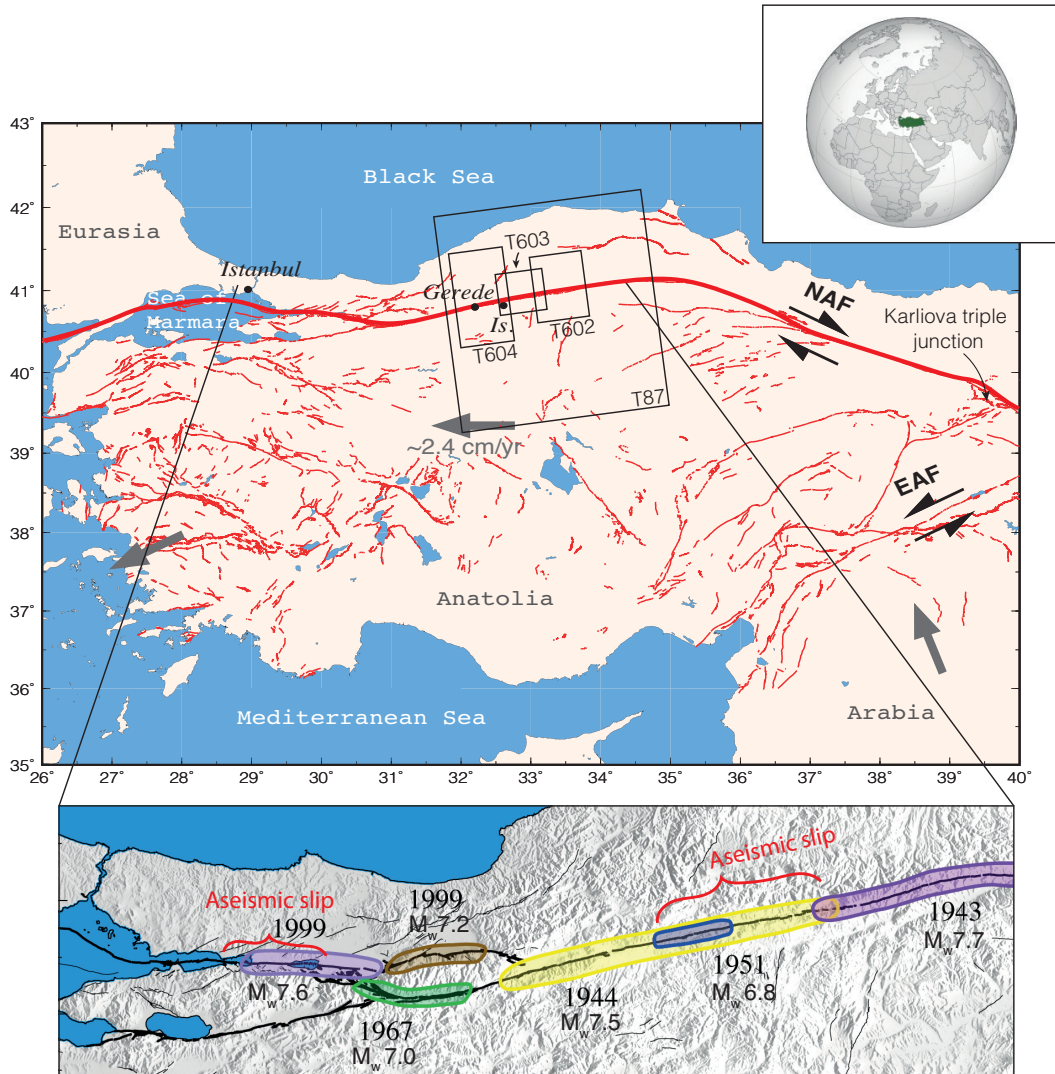 43°
42°
41°
40°
39°
38°
37°
36°
35°
26°
27°
28°
29°
30°
31°
32°
33°
34°
35°
36°
37°
38°
39°
40°
Black Sea
Eurasia
Istanbul
Sea of
Marmara
T603
Gerede
Is.
T602
T604
T87
NAF
Karliova triple
junction
~2.4 cm/yr
EAF
Anatolia
Mediterranean Sea
Arabia
Aseismic slip
1999
Mw7.6
1999
Mw7.2
1967
Mw7.0
Aseismic slip
1944
Mw7.5
1951
Mw6.8
1943
Mw7.7